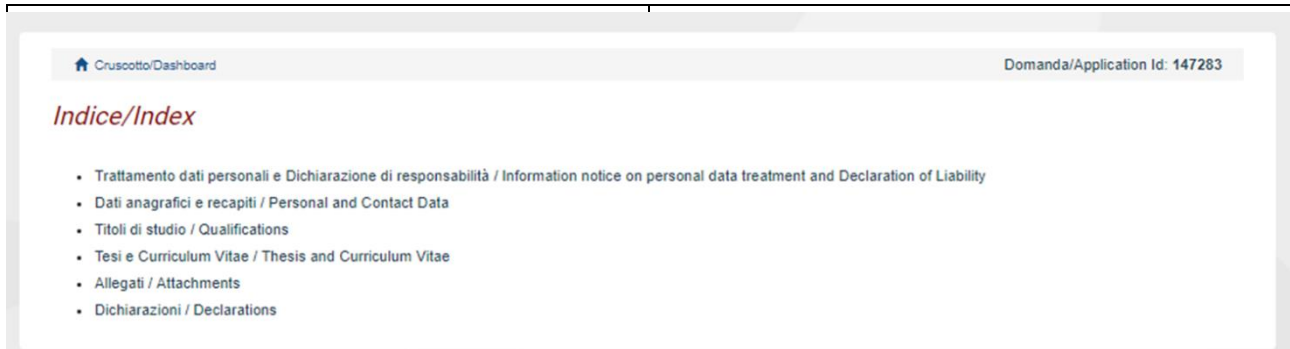 Cruscotto/Dashboard Domanda/Application Id: 147283
Indice/Index
• Trattamento dati personali e Dichiarazione di responsabilità / Information notice on personal data treatment and Declaration of Liability
• Dati anagrafici e recapiti / Personal and Contact Data
• Titoli di studio / Qualifications
• Tesi e Curriculum Vitae / Thesis and Curriculum Vitae
• Allegati / Attachments
• Dichiarazioni / Declarations